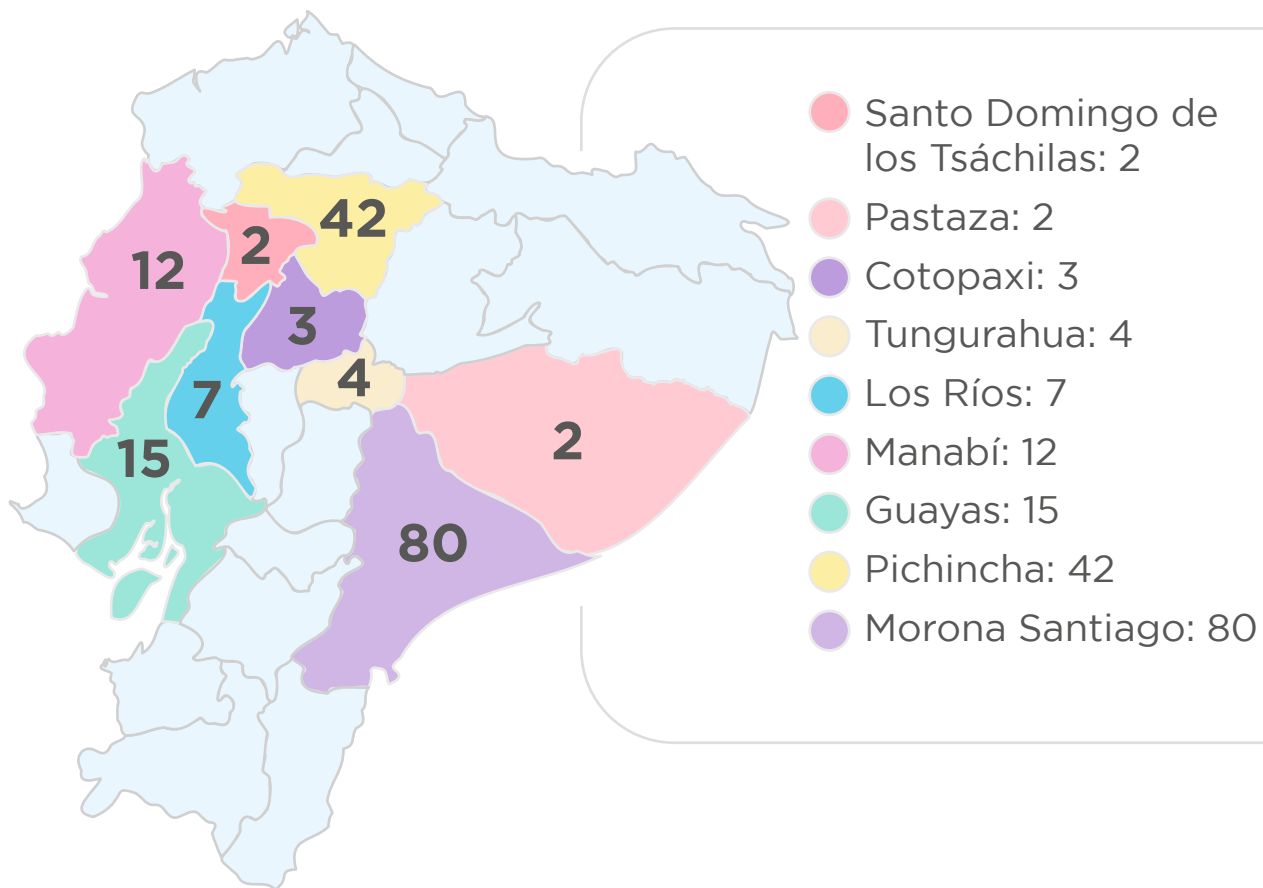 42
2
12
3
4
7
15
2
80
Santo Domingo de
los Tsáchilas: 2
Pastaza: 2
Cotopaxi: 3
Tungurahua: 4
Los Ríos: 7
Manabí: 12
Guayas: 15
Pichincha: 42
Morona Santiago: 80